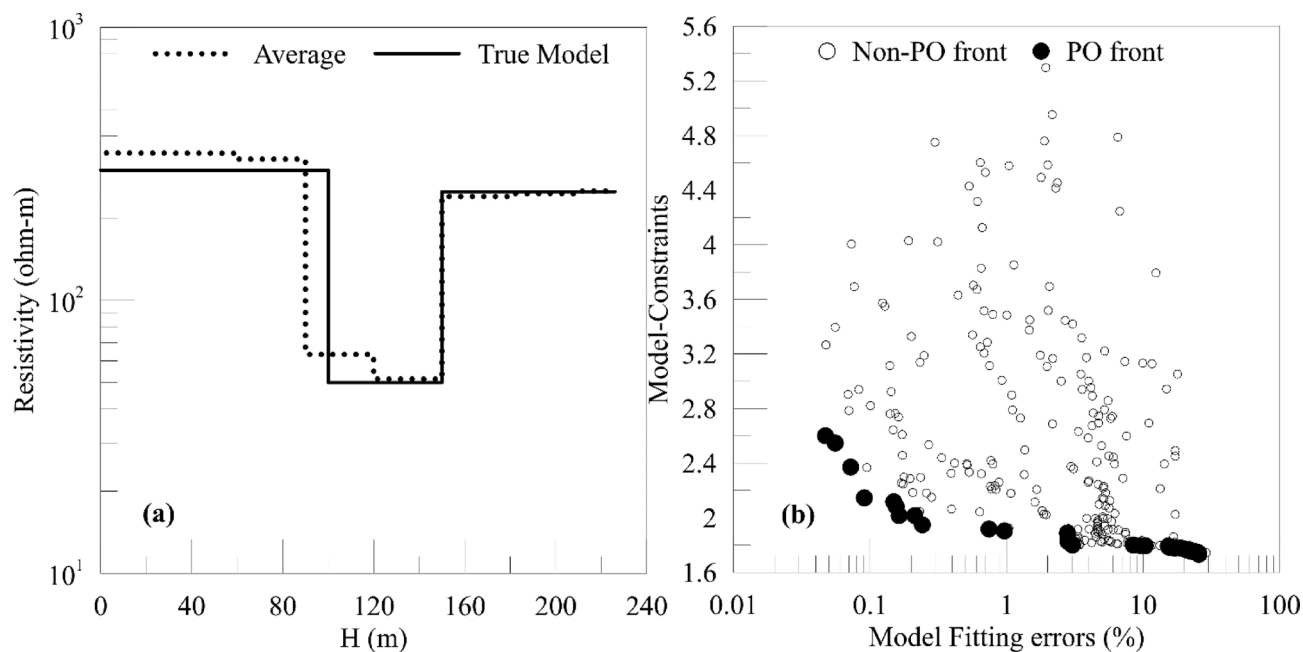 10³
Average
True Model
10²
10¹
Resistivity (ohm-m)
(a)
0 40 80 120 160 200 240
H (m)
5.6
5.2
4.8
4.4
4
3.6
3.2
2.8
2.4
2
1.6
Model-Constraints
Non-PO front
PO front
(b)
0.01 0.1 1 10 100
Model Fitting errors (%)